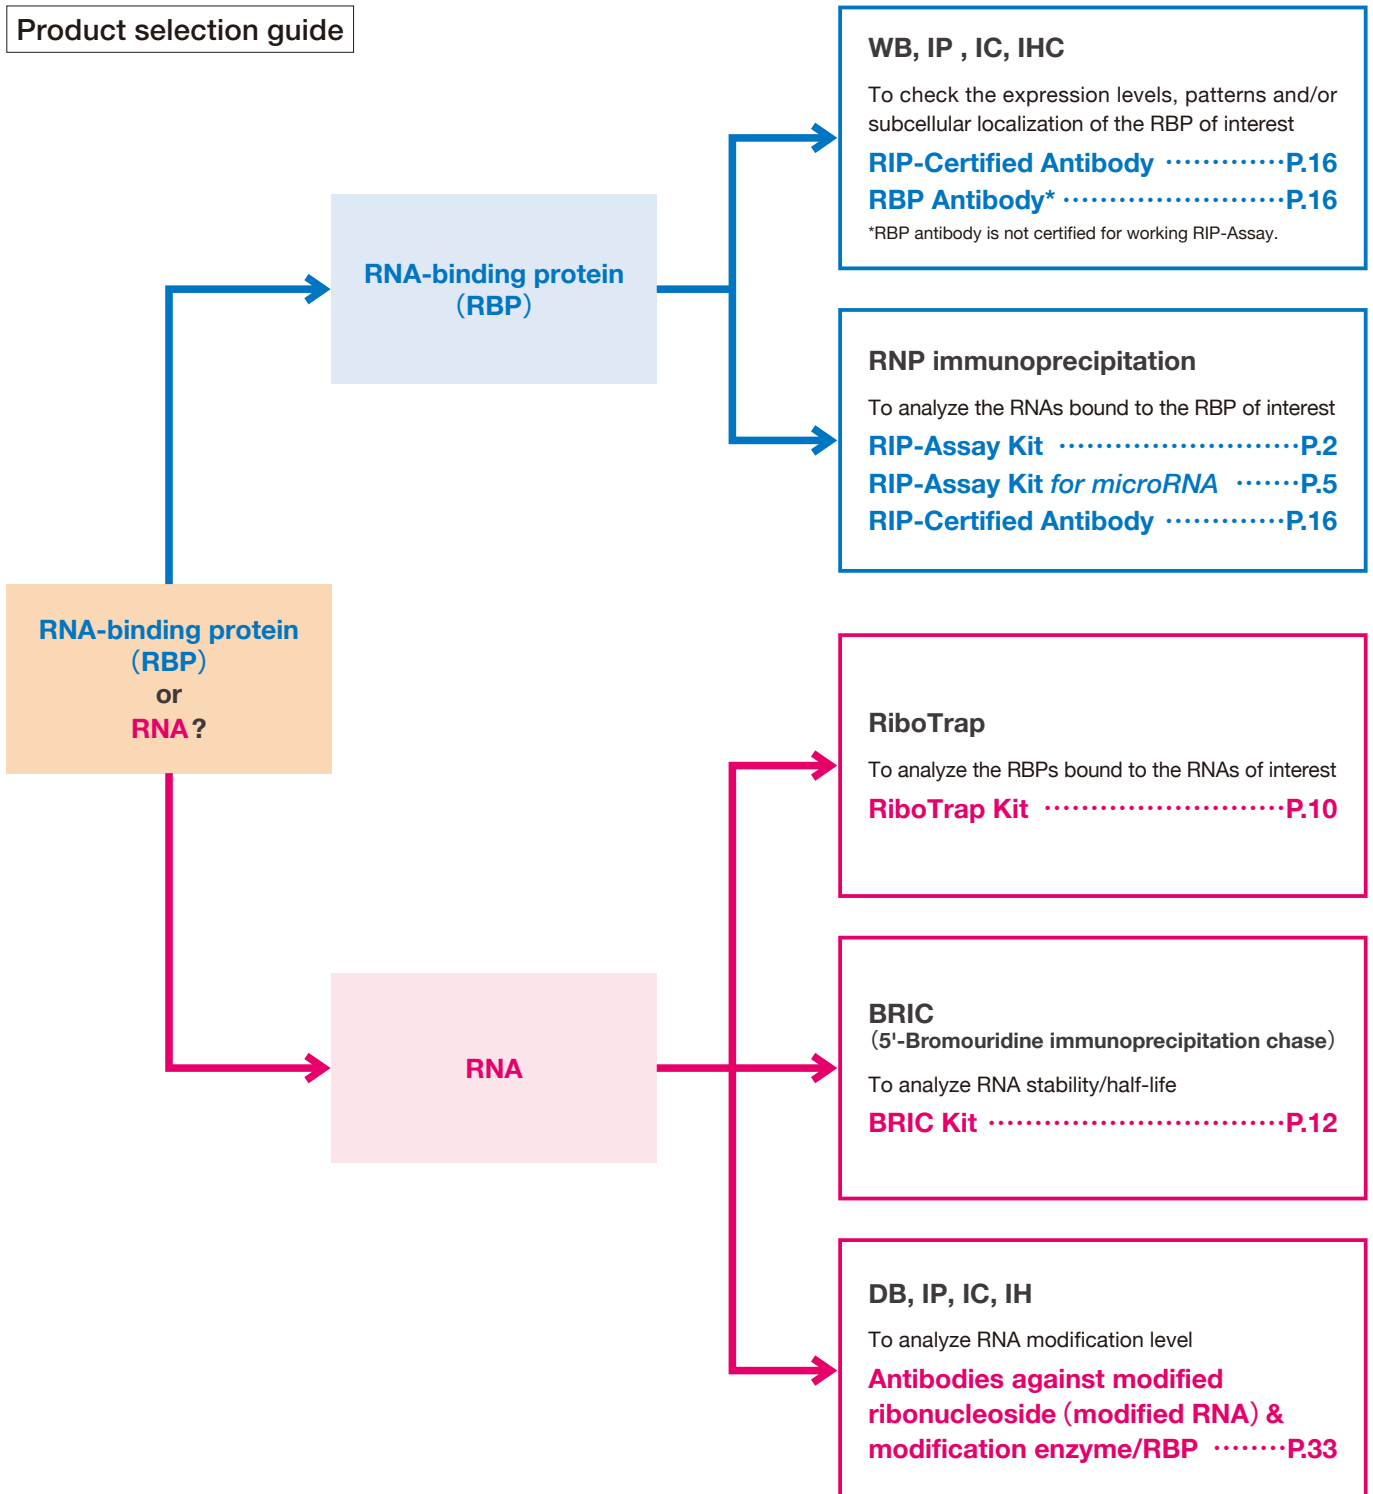 Product selection guide
WB, IP , IC, IHC
To check the expression levels, patterns and/or
subcellular localization of the RBP of interest
RIP-Certified Antibody ·············P.16
RBP Antibody* ························P.16
*RBP antibody is not certified for working RIP-Assay.
RNA-binding protein
（RBP）
RNP immunoprecipitation
To analyze the RNAs bound to the RBP of interest
RIP-Assay Kit ··························P.2
RIP-Assay Kit for microRNA ·······P.5
RIP-Certified Antibody ·············P.16
RNA-binding protein
（RBP）
or
RNA?
RiboTrap
To analyze the RBPs bound to the RNAs of interest
RiboTrap Kit ··························P.10
RNA
BRIC
（5'-Bromouridine immunoprecipitation chase）
To analyze RNA stability/half-life
BRIC Kit ································P.12
DB, IP, IC, IH
To analyze RNA modification level
Antibodies against modified
ribonucleoside（modified RNA）&
modification enzyme/RBP ········P.33